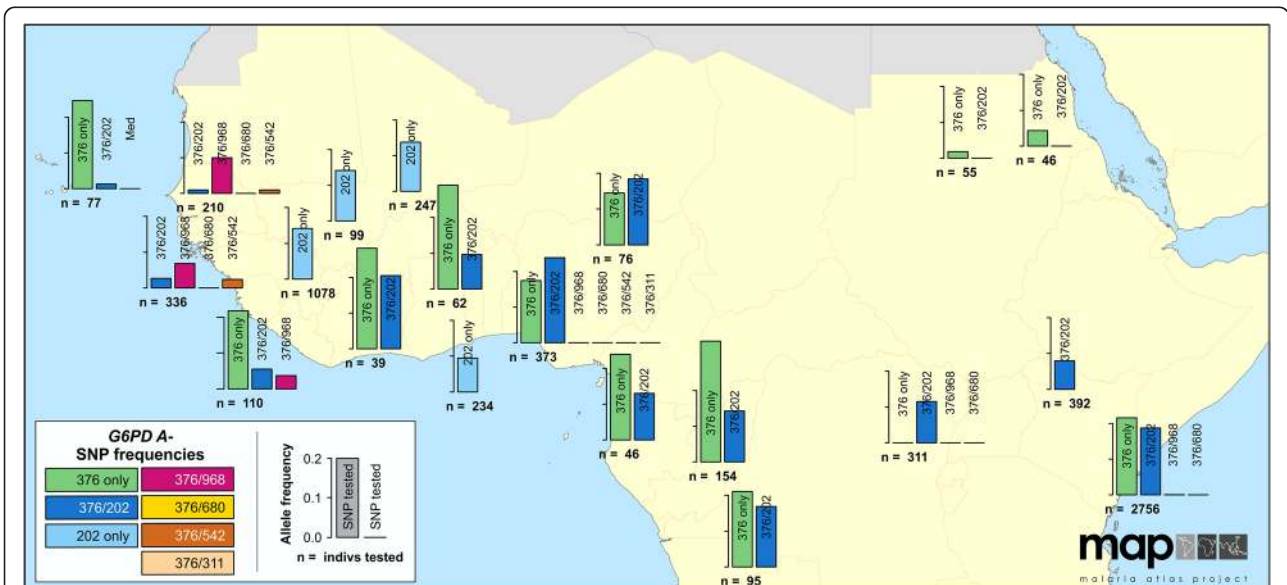 376 only
376/202
Med
n = 77
376/202
376/968
376/680
376/542
n = 210
202 only
n = 99
202 only
n = 247
376 only
376/202
n = 55
376 only
376/202
n = 46
376/202
376/968
376/680
376/542
n = 336
202 only
n = 1078
376 only
376/202
n = 39
376 only
376/202
n = 62
376 only
376/202
n = 76
376 only
376/202
376/968
376/680
376/542
376/311
n = 373
376 only
376/202
376/968
n = 110
202 only
n = 234
376 only
376/202
n = 46
376 only
376/202
n = 154
376 only
376/202
376/968
376/680
n = 311
376/202
n = 392
376 only
376/202
376/968
376/680
n = 2756
376 only
376/202
n = 95
G6PD A-
SNP frequencies
376 only
376/968
376/202
376/680
202 only
376/542
376/311
Allele frequency
0.2
0.1
0.0
SNP tested
SNP tested
n = indivs tested
map
malaria atlas project